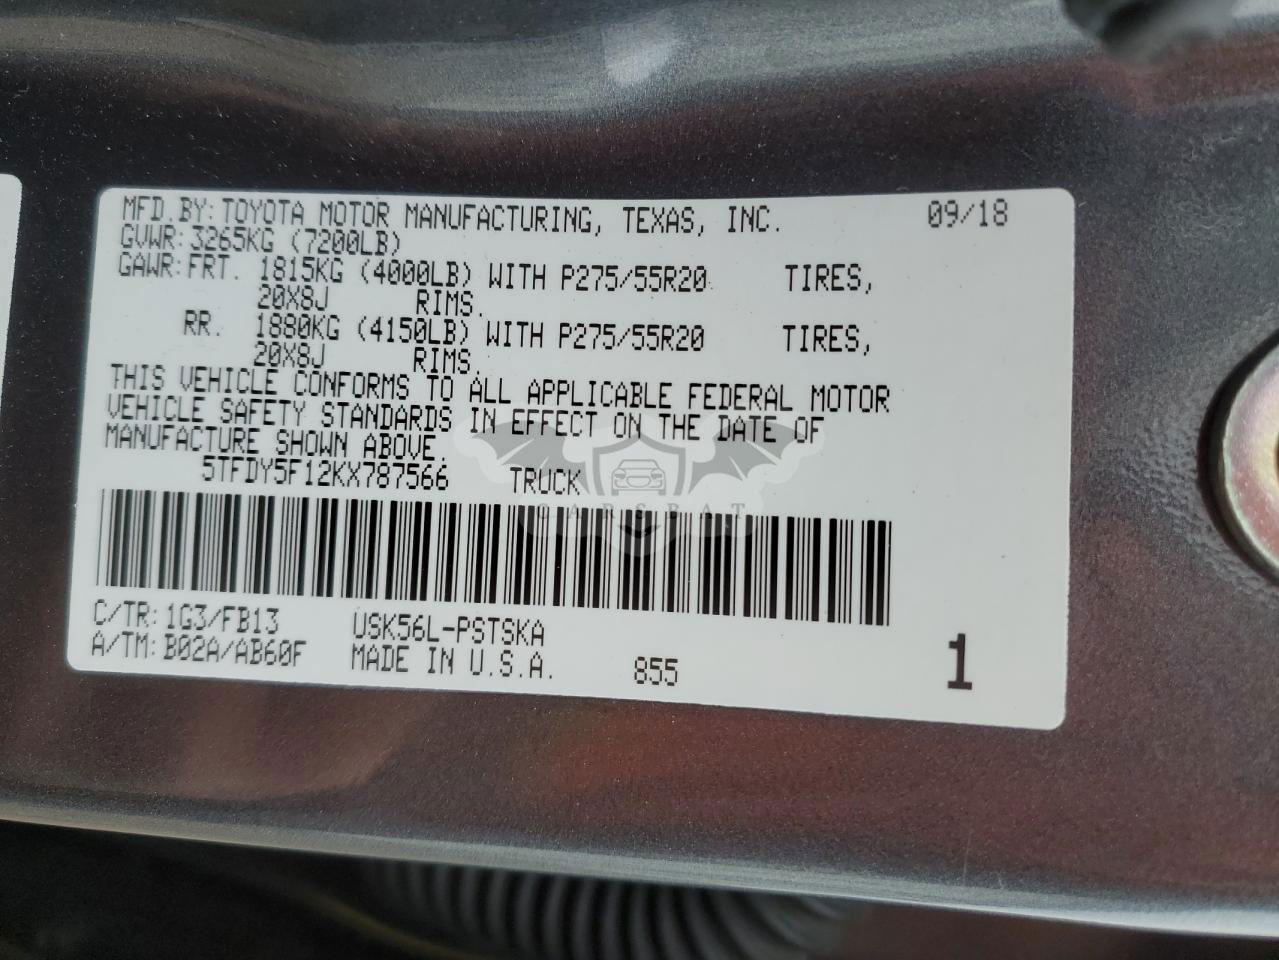 MFD.BY: TOYOTA MOTOR MANUFACTURING, TEXAS, INC. 09/18
GVWR: 3265KG (7200LB)
GAWR: FRT. 1815KG (4000LB) WITH P275/55R20 TIRES,
20X8J RIMS.
RR. 1880KG (4150LB) WITH P275/55R20 TIRES,
20X8J RIMS.
THIS VEHICLE CONFORMS TO ALL APPLICABLE FEDERAL MOTOR
VEHICLE SAFETY STANDARDS IN EFFECT ON THE DATE OF
MANUFACTURE SHOWN ABOVE.
5TFDY5F12KX787566 TRUCK
CARSBAT
C/TR: 1G3/FB13 USK56L-PSTSKA
A/TM: B02A/AB60F MADE IN U.S.A. 855 1